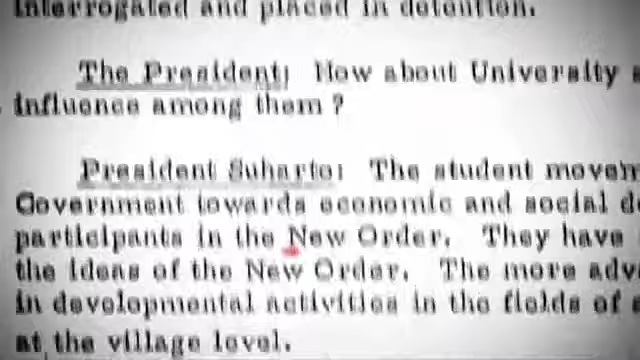 interrogated and placed in detention.
The President: How about University
influence among them?
President Suharto: The student
Government towards economic and social
participants in the New Order. They have
the ideas of the New Order. The more
in developmental activities in the fields of
at the village level.